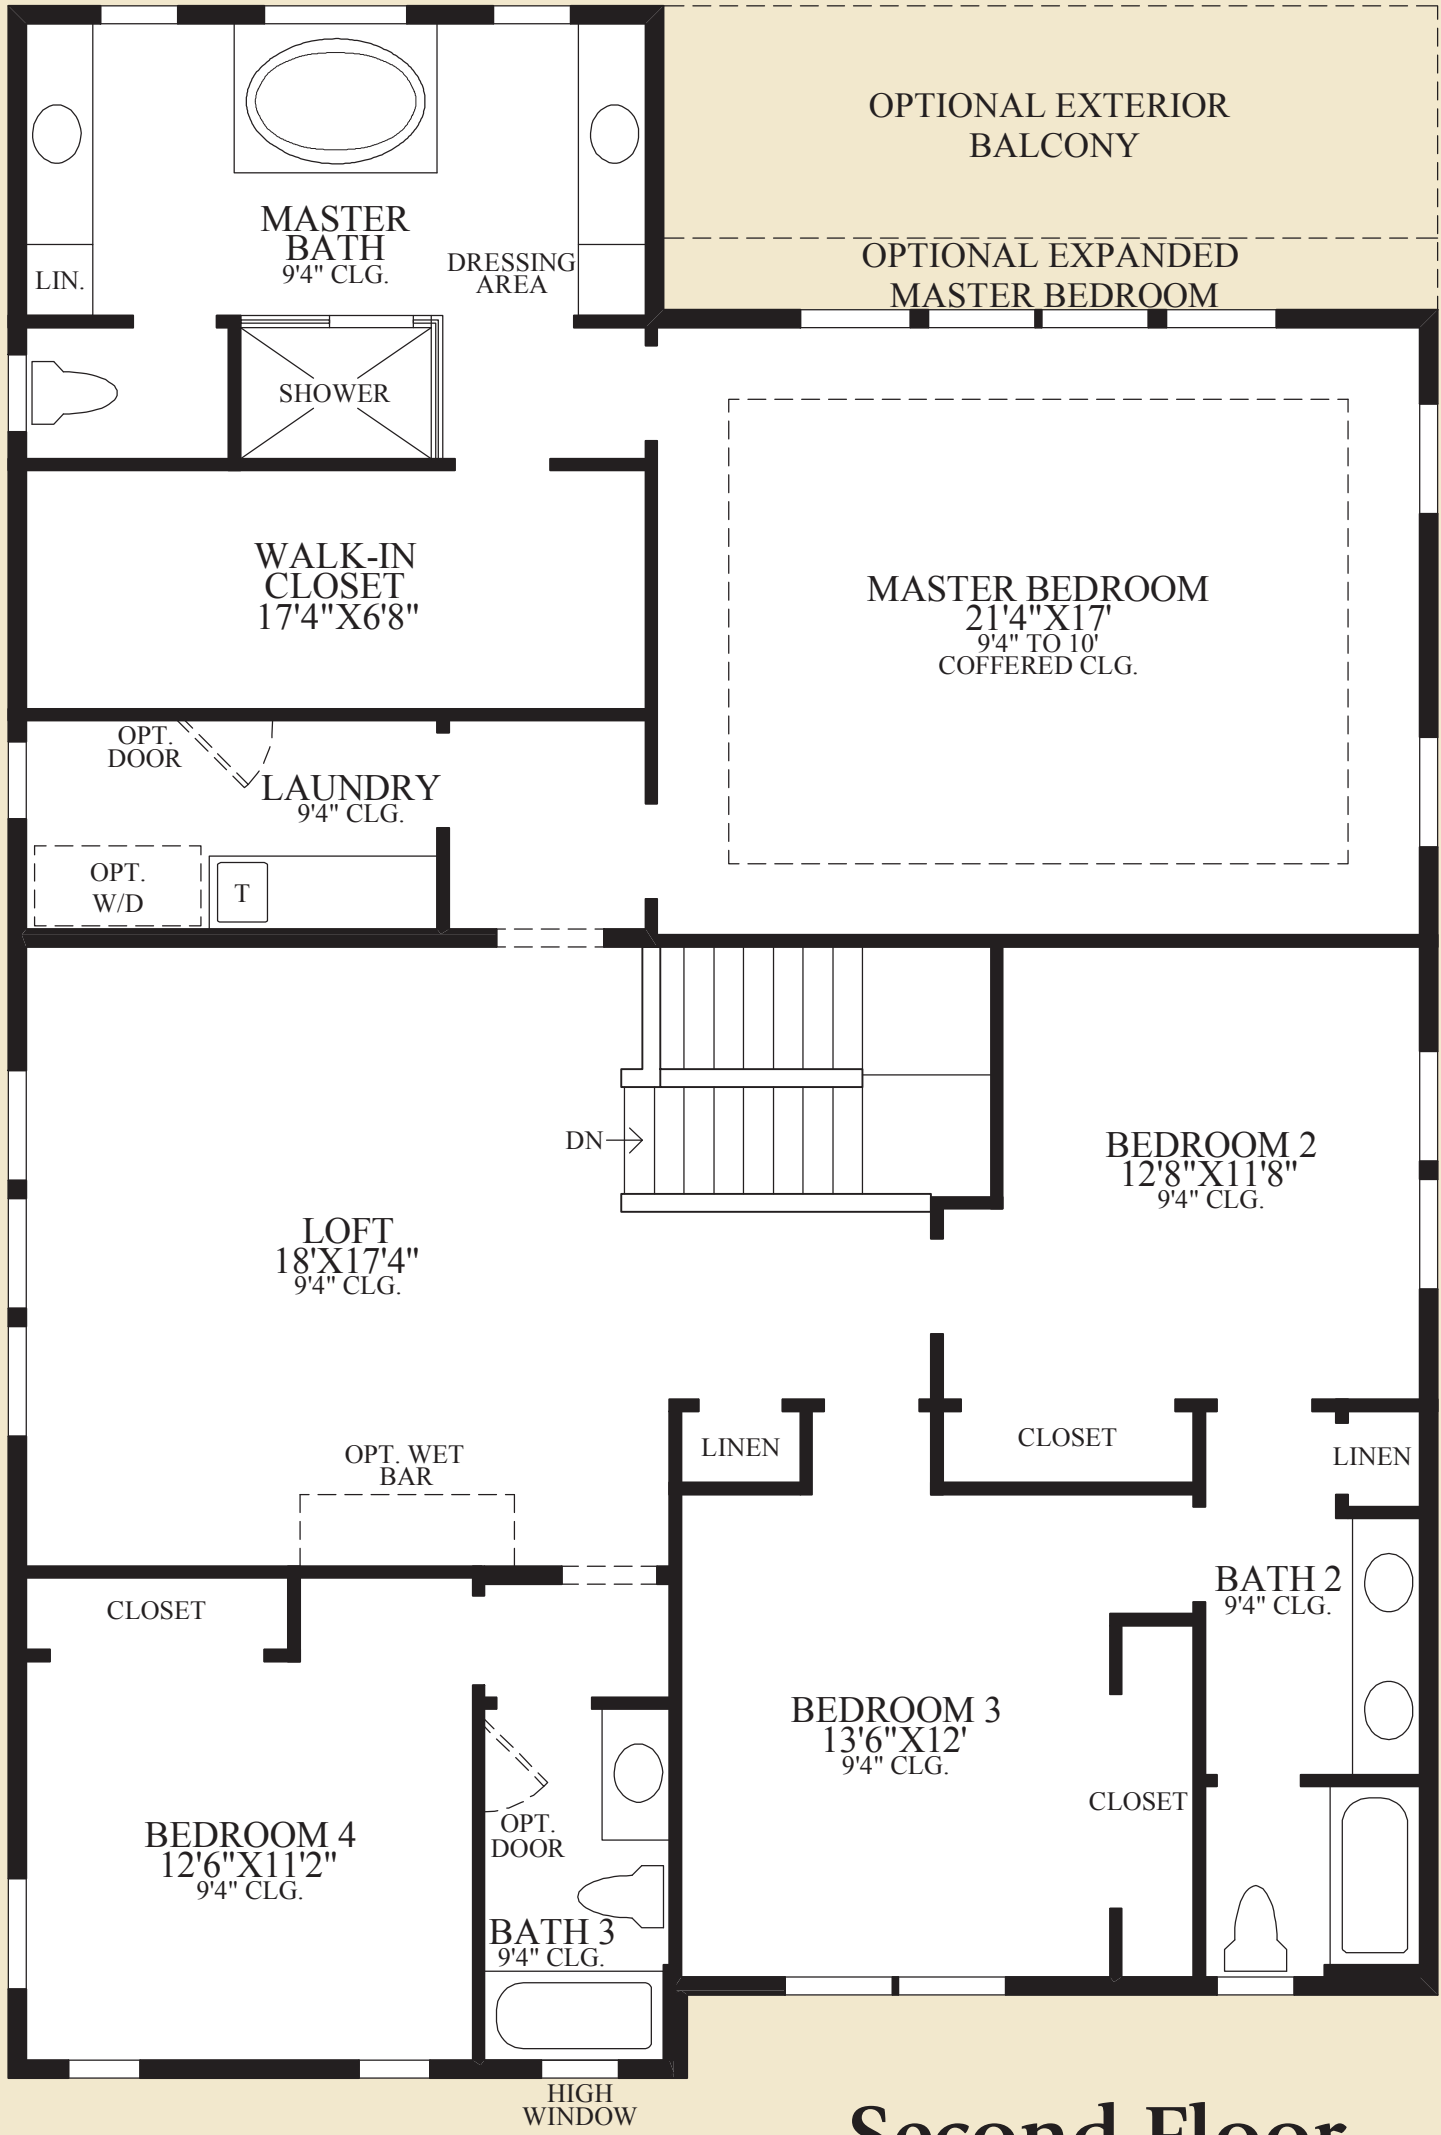 OPTIONAL EXTERIOR
BALCONY
OPTIONAL EXPANDED
MASTER BEDROOM
MASTER
BATH
9'4" CLG.
DRESSING
AREA
LIN.
SHOWER
WALK-IN
CLOSET
17'4"X6'8"
MASTER BEDROOM
21'4"X17'
9'4" TO 10'
COFFERED CLG.
OPT.
DOOR
LAUNDRY
9'4" CLG.
OPT.
W/D
T
DN
BEDROOM 2
12'8"X11'8"
9'4" CLG.
LOFT
18'X17'4"
9'4" CLG.
OPT. WET
BAR
LINEN
CLOSET
LINEN
CLOSET
BATH 2
9'4" CLG.
BEDROOM 3
13'6"X12'
9'4" CLG.
CLOSET
BEDROOM 4
12'6"X11'2"
9'4" CLG.
OPT.
DOOR
BATH 3
9'4" CLG.
HIGH
WINDOW
Second Floor